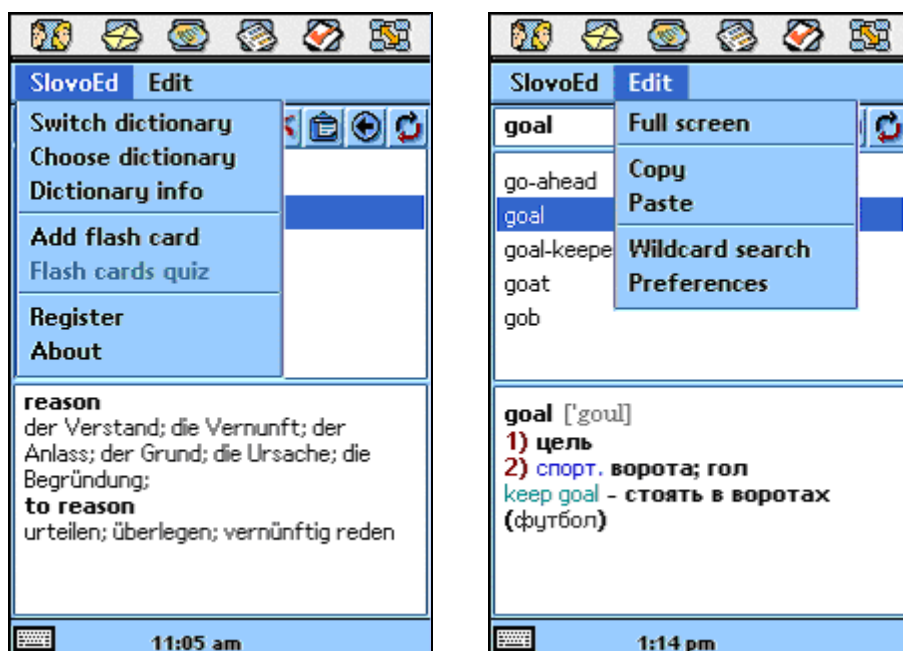 SlovoEd Edit
Switch dictionary
Choose dictionary
Dictionary info
Add flash card
Flash cards quiz
Register
About
reason
der Verstand; die Vernunft; der
Anlass; der Grund; die Ursache; die
Begründung;
to reason
urteilen; überlegen; vernünftig reden
11:05 am
SlovoEd Edit
goal
Full screen
Copy
Paste
Wildcard search
Preferences
go-ahead
goal
goal-keepe
goat
gob
goal ['goul]
1) цель
2) спорт. ворота; гол
keep goal - стоять в воротах
(футбол)
1:14 pm